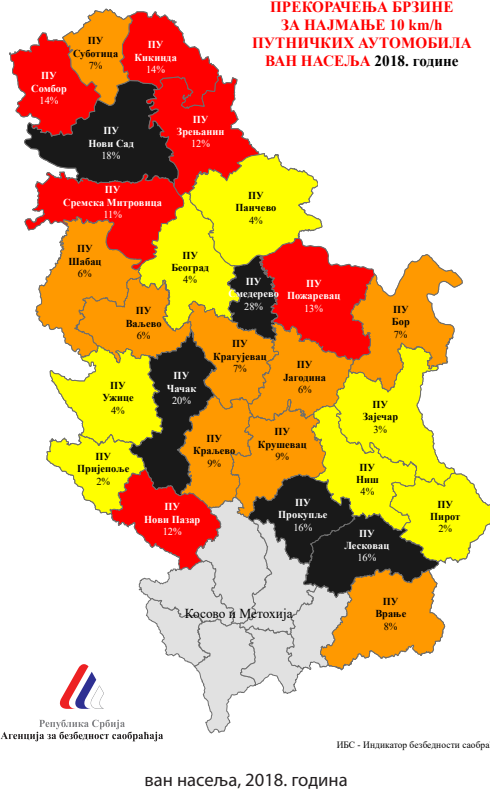 ПРЕКОРАЧЕЊА БРЗИНЕ
ЗА НАЈМАЊЕ 10 km/h
ПУТНИЧКИХ АУТОМОБИЛА
ВАН НАСЕЉА 2018. године
ПУ
Суботица
7%
ПУ
Кикинда
14%
ПУ
Сомбор
14%
ПУ
Нови Сад
18%
ПУ
Зрењанин
12%
ПУ
Сремска Митровица
11%
ПУ
Панчево
4%
ПУ
Шабац
6%
ПУ
Београд
4%
ПУ
Смедерево
28%
ПУ
Пожаревац
13%
ПУ
Бор
7%
ПУ
Ваљево
6%
ПУ
Крагујевац
7%
ПУ
Јагодина
6%
ПУ
Чачак
20%
ПУ
Ужице
4%
ПУ
Зајечар
3%
ПУ
Краљево
9%
ПУ
Крушевац
9%
ПУ
Пријепоље
2%
ПУ
Ниш
4%
ПУ
Пирот
2%
ПУ
Нови Пазар
12%
ПУ
Прокупље
16%
ПУ
Лесковац
16%
ПУ
Врање
8%
Косово и Метохија
Република Србија
Агенција за безбедност саобраћаја
ИБС - Индикатор безбедности саобра
ван насеља, 2018. година